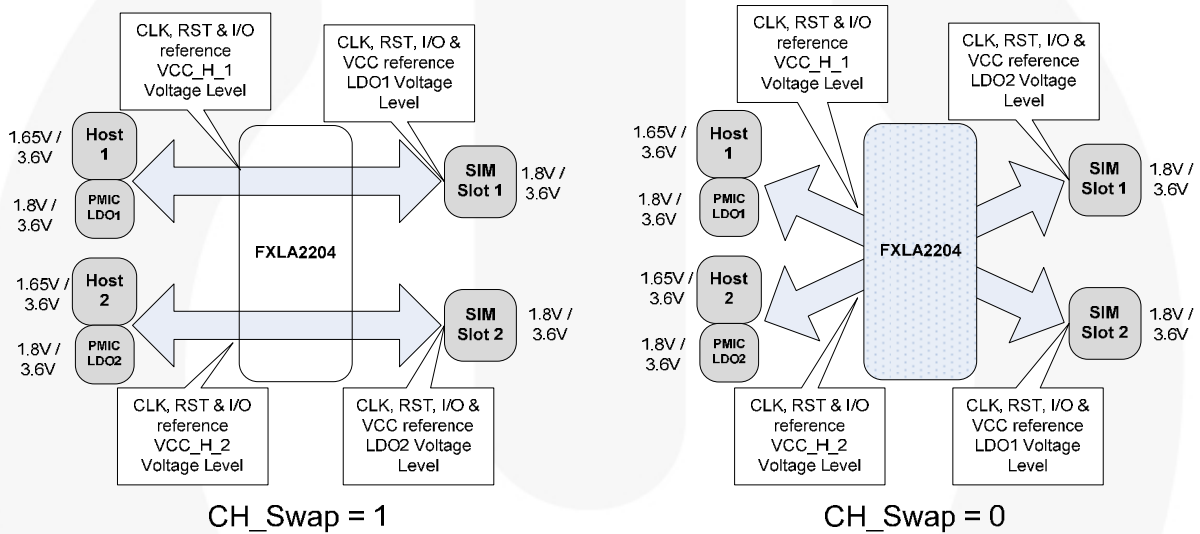 CLK, RST & I/O
reference
VCC_H_1
Voltage Level
CLK, RST, I/O &
VCC reference
LDO1 Voltage
Level
1.65V /
3.6V
Host
1
1.8V /
3.6V
PMIC
LDO1
SIM
Slot 1
1.8V /
3.6V
FXLA2204
1.65V /
3.6V
Host
2
1.8V /
3.6V
PMIC
LDO2
SIM
Slot 2
1.8V /
3.6V
CLK, RST & I/O
reference
VCC_H_2
Voltage Level
CLK, RST, I/O &
VCC reference
LDO2 Voltage
Level
CH_Swap = 1
CLK, RST & I/O
reference
VCC_H_1
Voltage Level
CLK, RST, I/O &
VCC reference
LDO2 Voltage
Level
1.65V /
3.6V
Host
1
1.8V /
3.6V
PMIC
LDO1
SIM
Slot 1
1.8V /
3.6V
FXLA2204
1.65V /
3.6V
Host
2
1.8V /
3.6V
PMIC
LDO2
SIM
Slot 2
1.8V /
3.6V
CLK, RST & I/O
reference
VCC_H_2
Voltage Level
CLK, RST, I/O &
VCC reference
LDO1 Voltage
Level
CH_Swap = 0